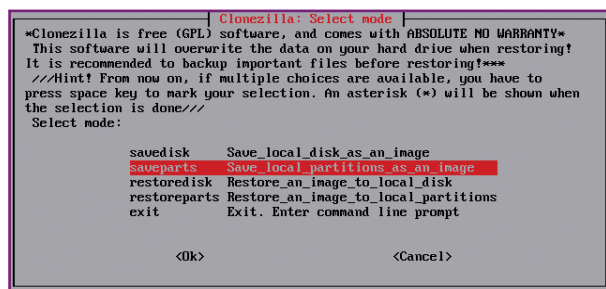 Clonezilla: Select mode
*Clonezilla is free (GPL) software, and comes with ABSOLUTE NO WARRANTY*
This software will overwrite the data on your hard drive when restoring!
It is recommended to backup important files before restoring!***
///Hint! From now on, if multiple choices are available, you have to
press space key to mark your selection. An asterisk (*) will be shown when
the selection is done///
Select mode:
savedisk Save_local_disk_as_an_image
saveparts Save_local_partitions_as_an_image
restoredisk Restore_an_image_to_local_disk
restoreparts Restore_an_image_to_local_partitions
exit Exit. Enter command line prompt
<Ok> <Cancel>